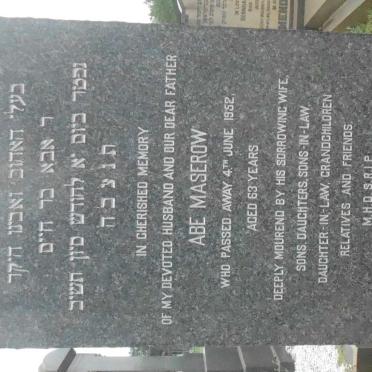 בעלי האהוב ואבינו היקר
ר אבא בר חיים
נפטר ביום א לחודש סיון תשיב
ת נ צ ב ה
IN CHERISHED MEMORY
OF MY DEVOTED HUSBAND AND OUR DEAR FATHER
ABE MASEROW
WHO PASSED AWAY 4TH JUNE 1952,
AGED 63 YEARS
DEEPLY MOUREND BY HIS SORROWING WIFE,
SONS, DAUGHTERS, SONS-IN-LAW,
DAUGHTER-IN-LAW, GRANDCHILDREN
RELATIVES AND FRIENDS.
M.H.D.S.R.I.P.